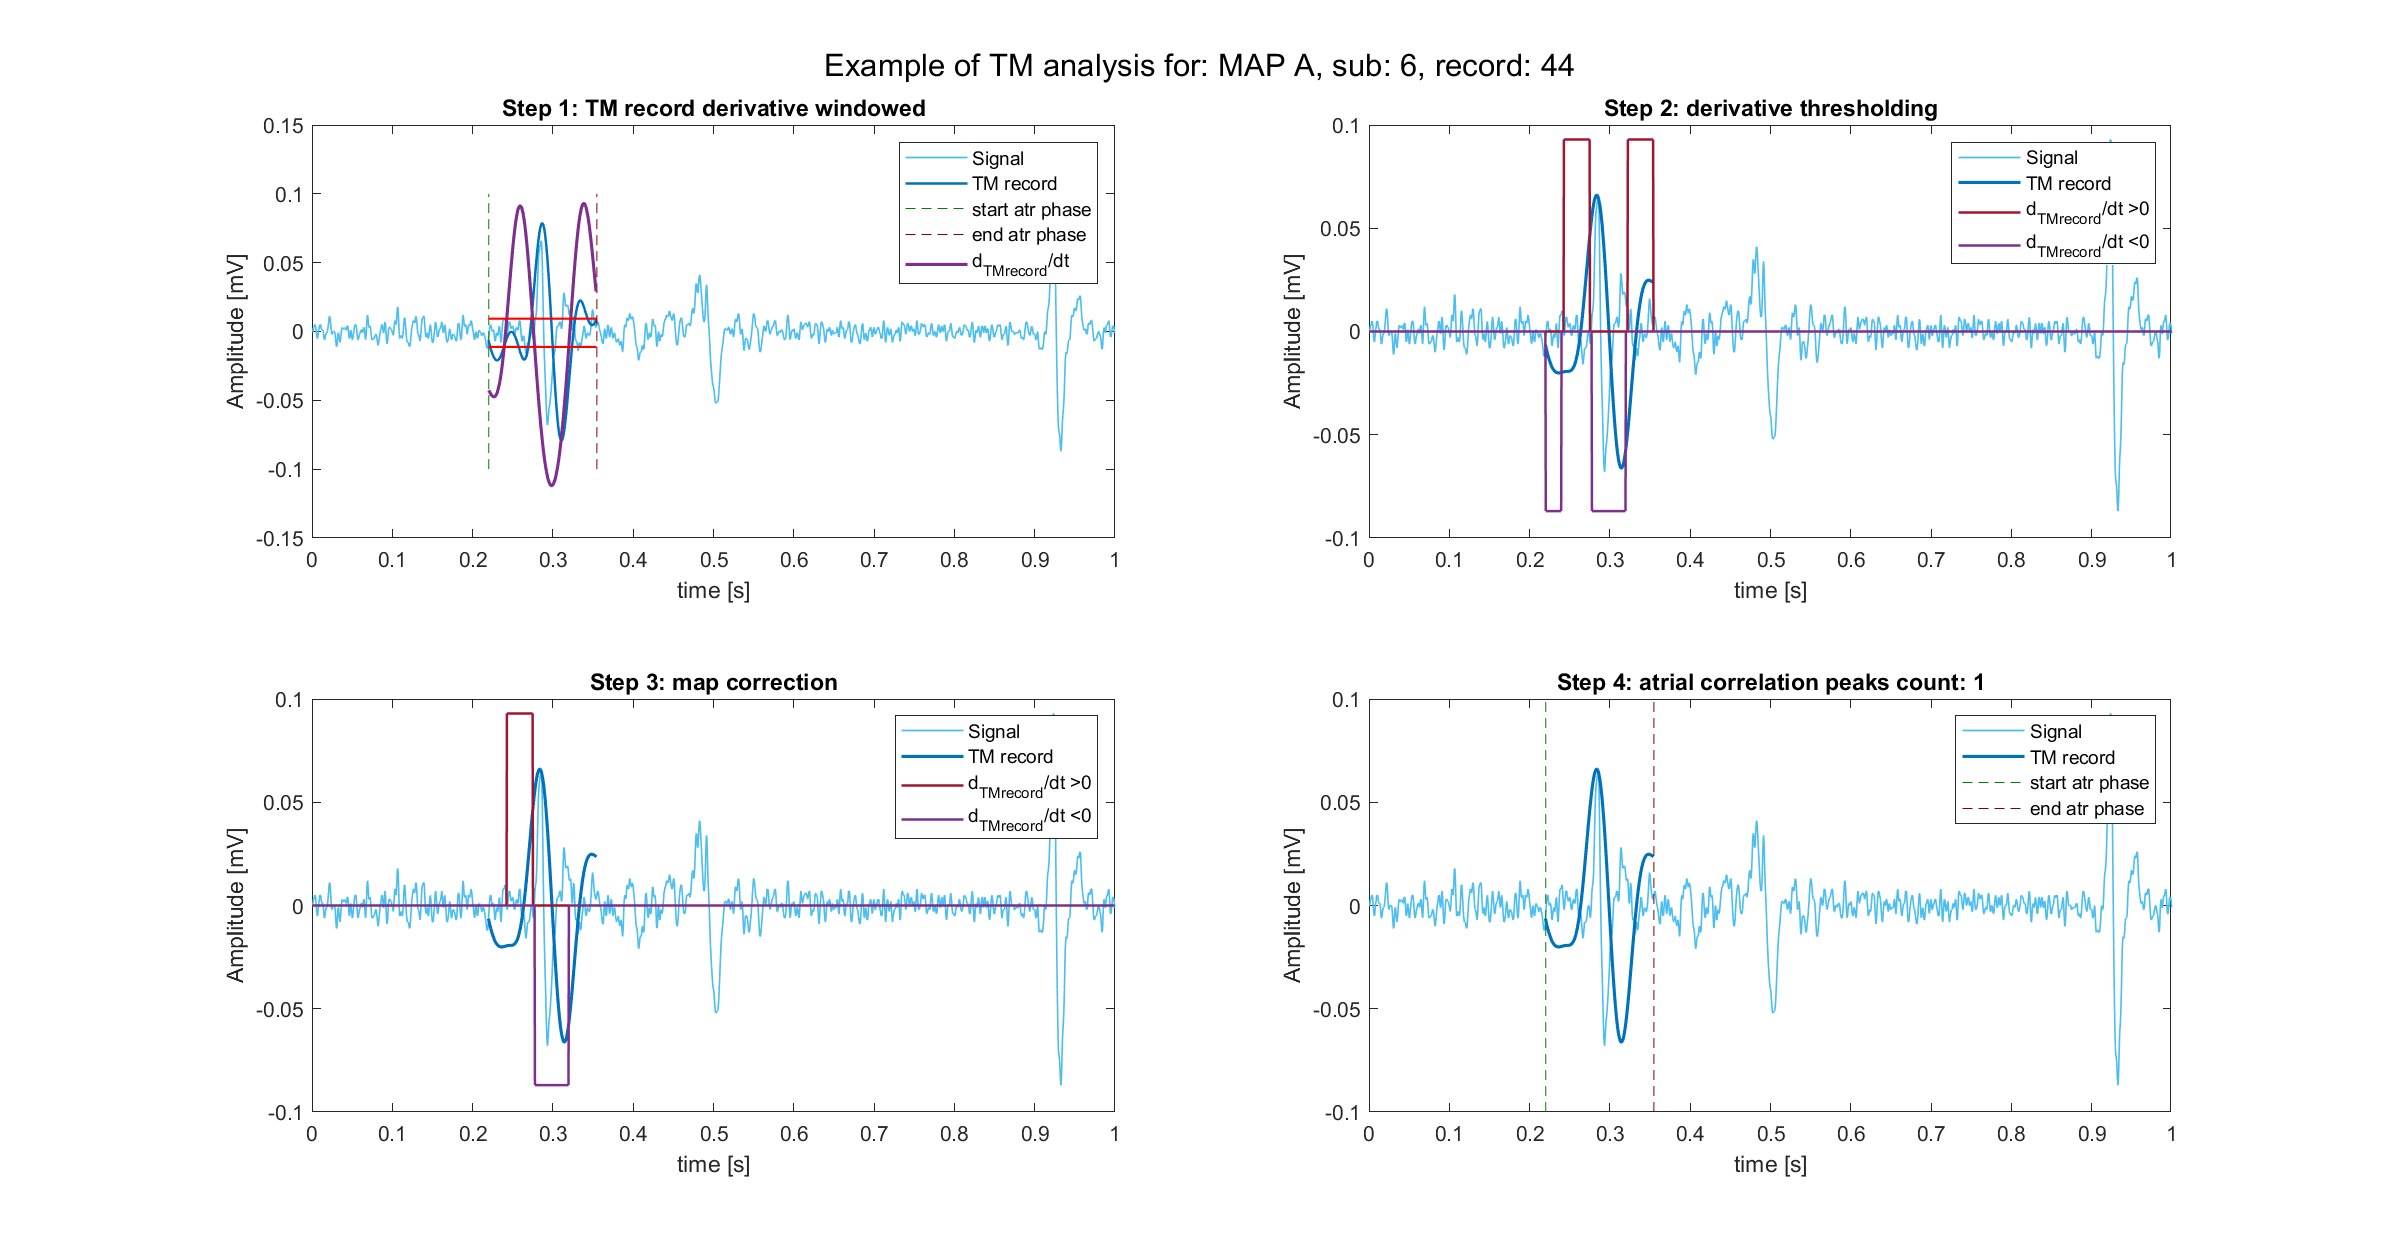 Example of TM analysis for: MAP A, sub: 6, record: 44
Step 1: TM record derivative windowed
0.15
0.1
0.05
0
-0.05
-0.1
-0.15
Amplitude [mV]
0 0.1 0.2 0.3 0.4 0.5 0.6 0.7 0.8 0.9 1
time [s]
Signal
TM record
start atr phase
end atr phase
dTMrecord/dt
Step 2: derivative thresholding
0.1
0.05
0
-0.05
-0.1
Amplitude [mV]
0 0.1 0.2 0.3 0.4 0.5 0.6 0.7 0.8 0.9 1
time [s]
Signal
TM record
dTMrecord/dt >0
dTMrecord/dt <0
Step 3: map correction
0.1
0.05
0
-0.05
-0.1
Amplitude [mV]
0 0.1 0.2 0.3 0.4 0.5 0.6 0.7 0.8 0.9 1
time [s]
Signal
TM record
dTMrecord/dt >0
dTMrecord/dt <0
Step 4: atrial correlation peaks count: 1
0.1
0.05
0
-0.05
-0.1
Amplitude [mV]
0 0.1 0.2 0.3 0.4 0.5 0.6 0.7 0.8 0.9 1
time [s]
Signal
TM record
start atr phase
end atr phase